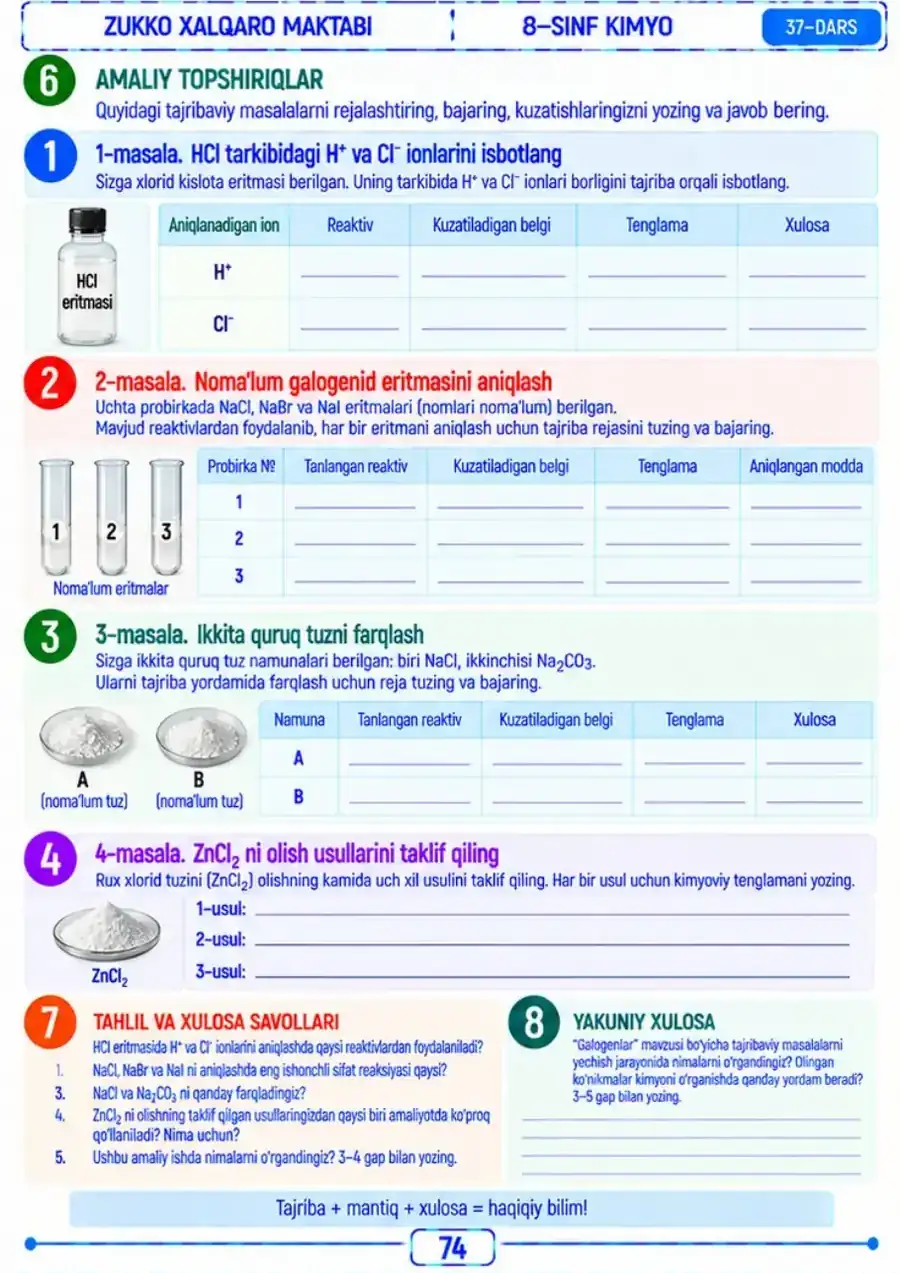 ZUKKO XALQARO MAKTABI
8–SINF KIMYO
37–DARS
6
AMALIY TOPSHIRIQLAR
Quyidagi tajribaviy masalalarni rejalashtiring, bajaring, kuzatishlaringizni yozing va javob bering.
1
1-masala. HCl tarkibidagi H⁺ va Cl⁻ ionlarini isbotlang
Sizga xlorid kislota eritmasi berilgan. Uning tarkibida H⁺ va Cl⁻ ionlari borligini tajriba orqali isbotlang.
HCl
eritmasi
Aniqlanadigan ion Reaktiv Kuzatiladigan belgi Tenglama Xulosa
H⁺
Cl⁻
2
2-masala. Noma'lum galogenid eritmasini aniqlash
Uchta probirkada NaCl, NaBr va NaI eritmalari (nomlari noma'lum) berilgan.
Mavjud reaktivlardan foydalanib, har bir eritmani aniqlash uchun tajriba rejasini tuzing va bajaring.
1 2 3
Noma'lum eritmalar
Probirka № Tanlangan reaktiv Kuzatiladigan belgi Tenglama Aniqlangan modda
1
2
3
3
3-masala. Ikkita quruq tuzni farqlash
Sizga ikkita quruq tuz namunalari berilgan: biri NaCl, ikkinchisi Na₂CO₃.
Ularni tajriba yordamida farqlash uchun reja tuzing va bajaring.
A
(noma'lum tuz)
B
(noma'lum tuz)
Namuna Tanlangan reaktiv Kuzatiladigan belgi Tenglama Xulosa
A
B
4
4-masala. ZnCl₂ ni olish usullarini taklif qiling
Rux xlorid tuzini (ZnCl₂) olishning kamida uch xil usulini taklif qiling. Har bir usul uchun kimyoviy tenglamani yozing.
ZnCl₂
1-usul:
2-usul:
3-usul:
7
TAHLIL VA XULOSA SAVOLLARI
HCl eritmasida H⁺ va Cl⁻ ionlarini aniqlashda qaysi reaktivlardan foydalaniladi?
1. NaCl, NaBr va NaI ni aniqlashda eng ishonchli sifat reaksiyasi qaysi?
3. NaCl va Na₂CO₃ ni qanday farqladingiz?
4. ZnCl₂ ni olishning taklif qilgan usullaringizdan qaysi biri amaliyotda ko'proq
qo'llaniladi? Nima uchun?
5. Ushbu amaliy ishda nimalarni o'rgandingiz? 3–4 gap bilan yozing.
8
YAKUNIY XULOSA
"Galogenlar" mavzusi bo'yicha tajribaviy masalalarni
yechish jarayonida nimalarni o'rgandingiz? Olingan
ko'nikmalar kimyoni o'rganishda qanday yordam beradi?
3–5 gap bilan yozing.
Tajriba + mantiq + xulosa = haqiqiy bilim!
74